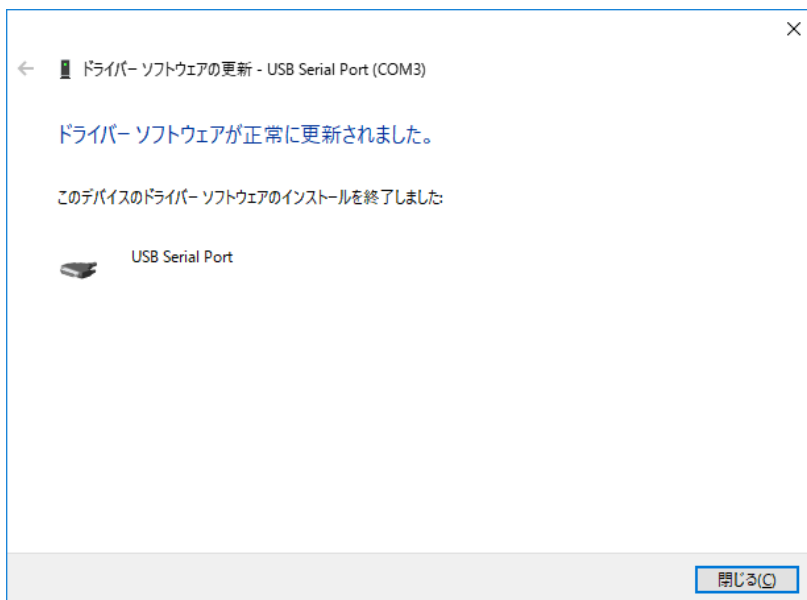 ドライバー ソフトウェアの更新 - USB Serial Port (COM3)
ドライバー ソフトウェアが正常に更新されました。
このデバイスのドライバー ソフトウェアのインストールを終了しました:
USB Serial Port
閉じる(C)